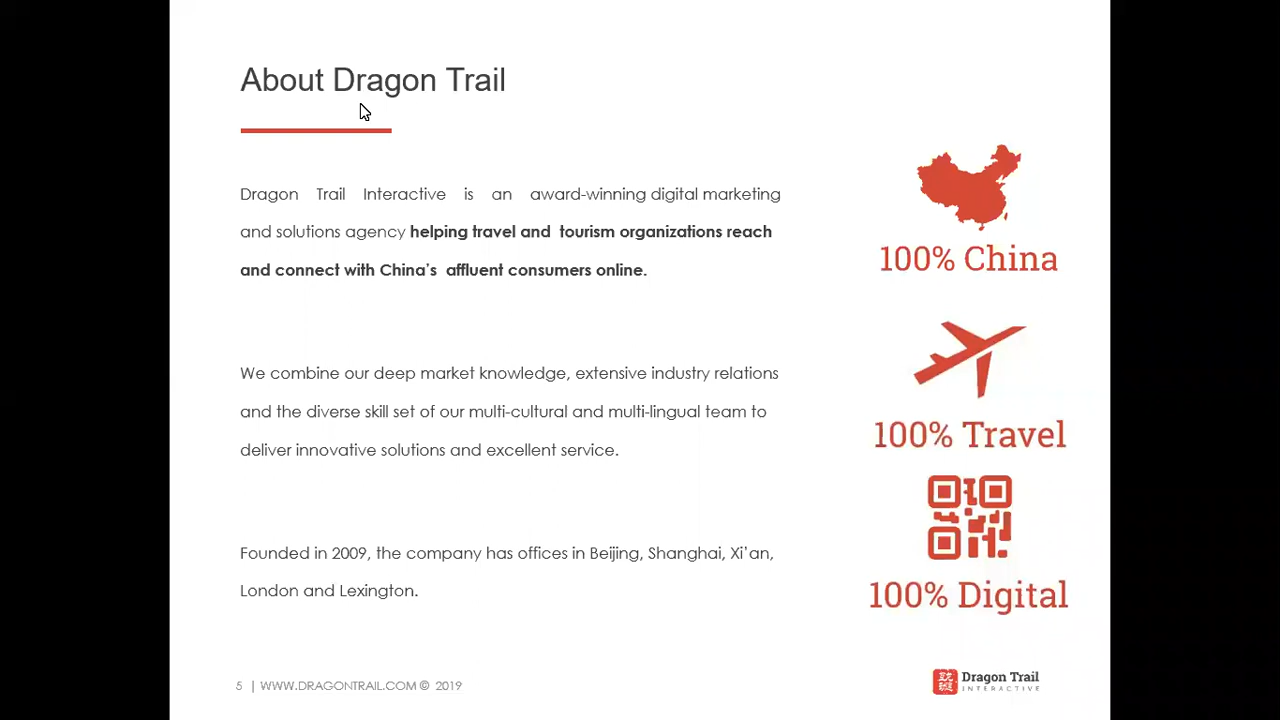 About Dragon Trail
Dragon Trail Interactive is an award-winning digital marketing
and solutions agency helping travel and tourism organizations reach
and connect with China's affluent consumers online.
We combine our deep market knowledge, extensive industry relations
and the diverse skill set of our multi-cultural and multi-lingual team to
deliver innovative solutions and excellent service.
Founded in 2009, the company has offices in Beijing, Shanghai, Xi'an,
London and Lexington.
100% China
100% Travel
100% Digital
5 | WWW.DRAGONTRAIL.COM © 2019
Dragon Trail
INTERACTIVE